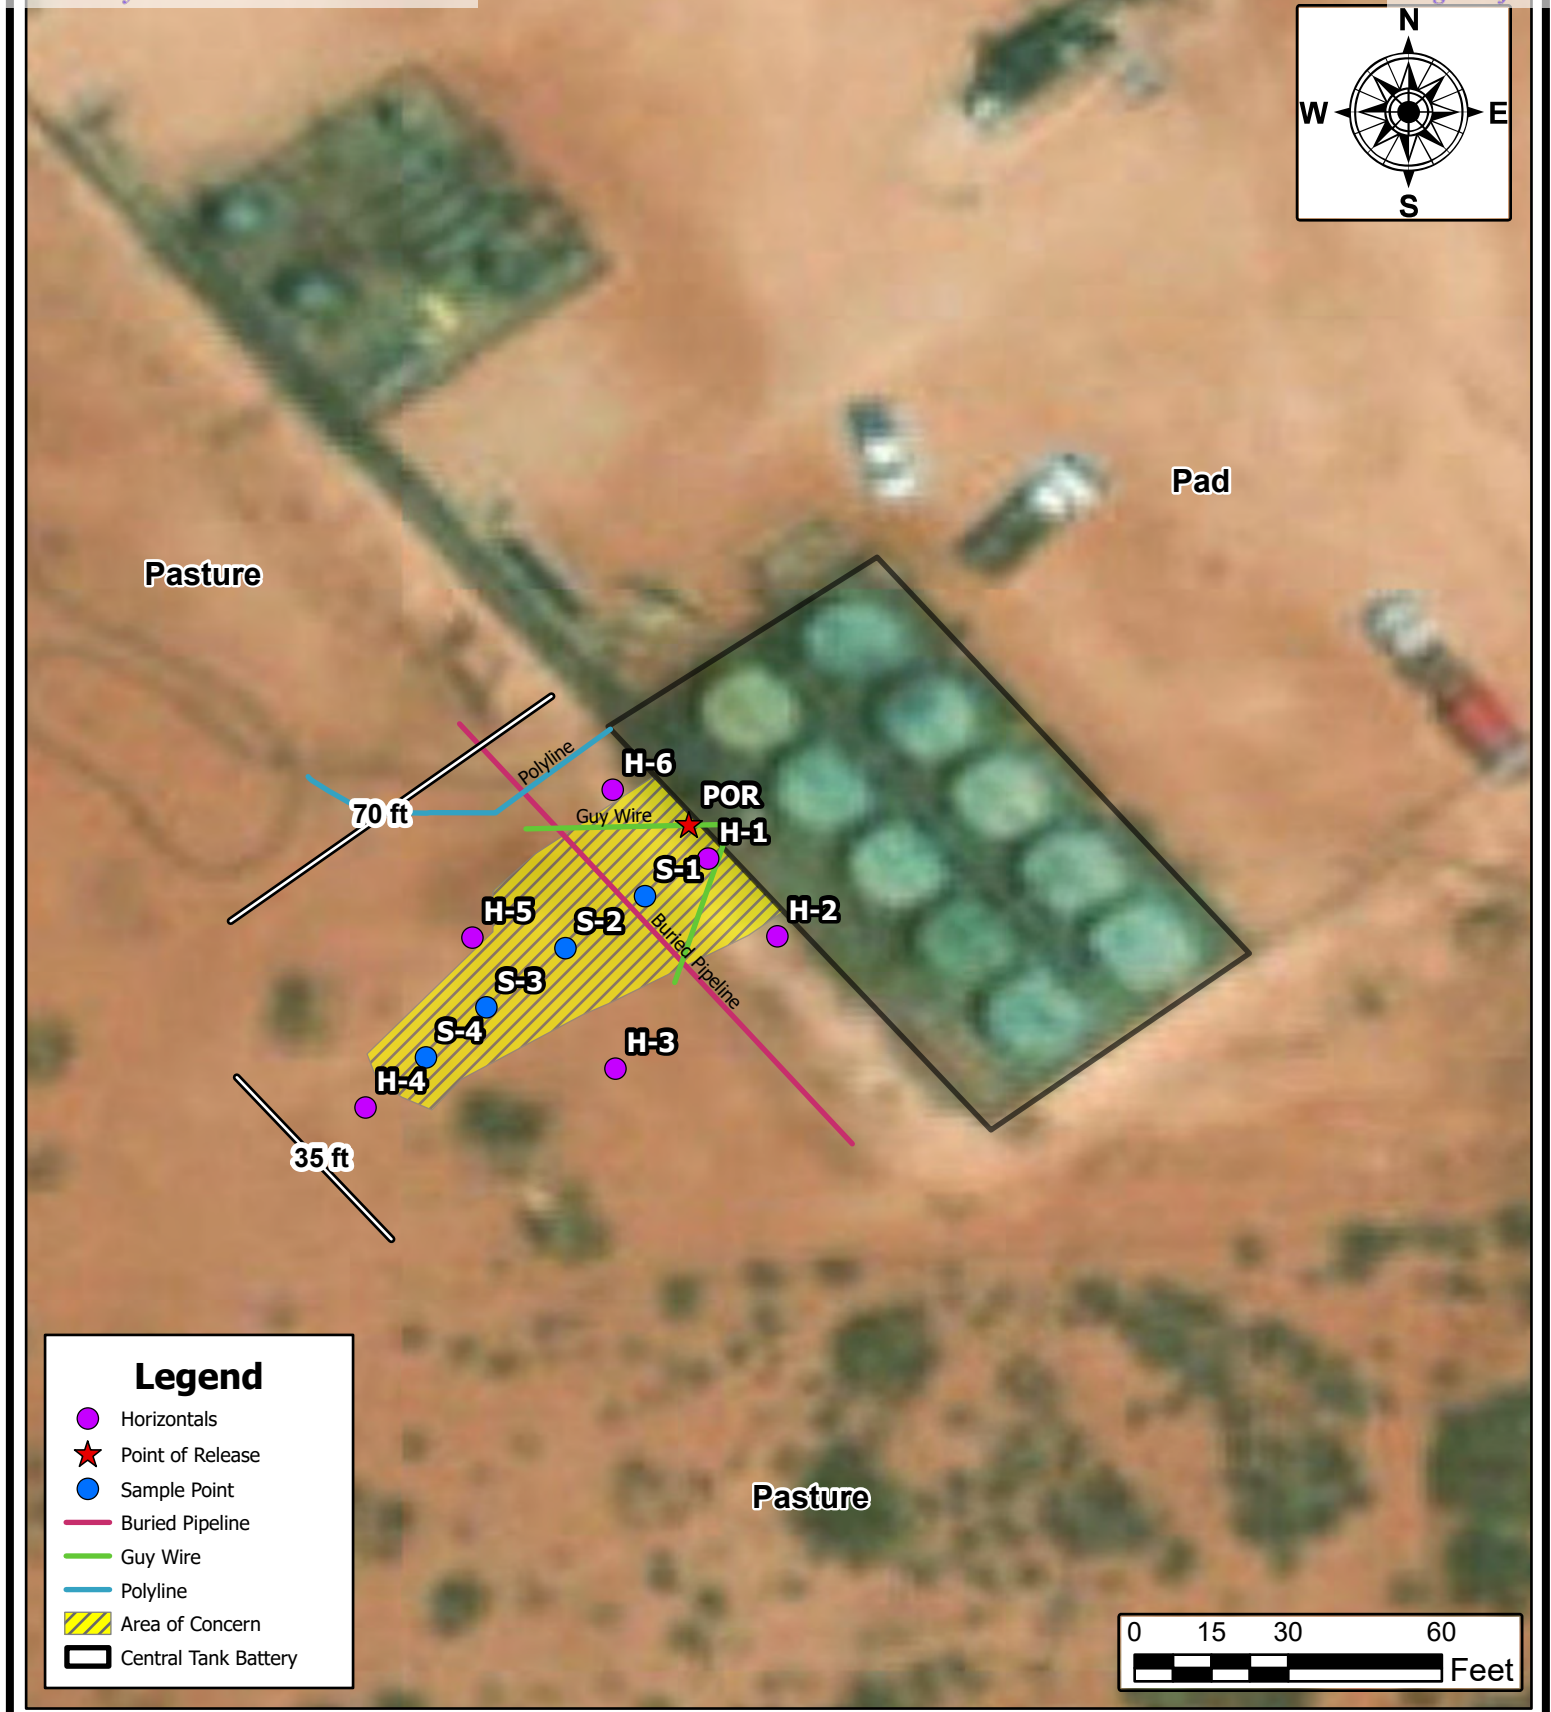 N
W E
S
Pad
Pasture
Polyline
H-6
POR
70 ft
Guy Wire
H-1
S-1
H-5
H-2
S-2
Buried Pipeline
S-3
S-4
H-3
H-4
35 ft
Legend
Horizontals
Point of Release
Sample Point
Buried Pipeline
Guy Wire
Polyline
Area of Concern
Central Tank Battery
Pasture
0 15 30 60
Feet